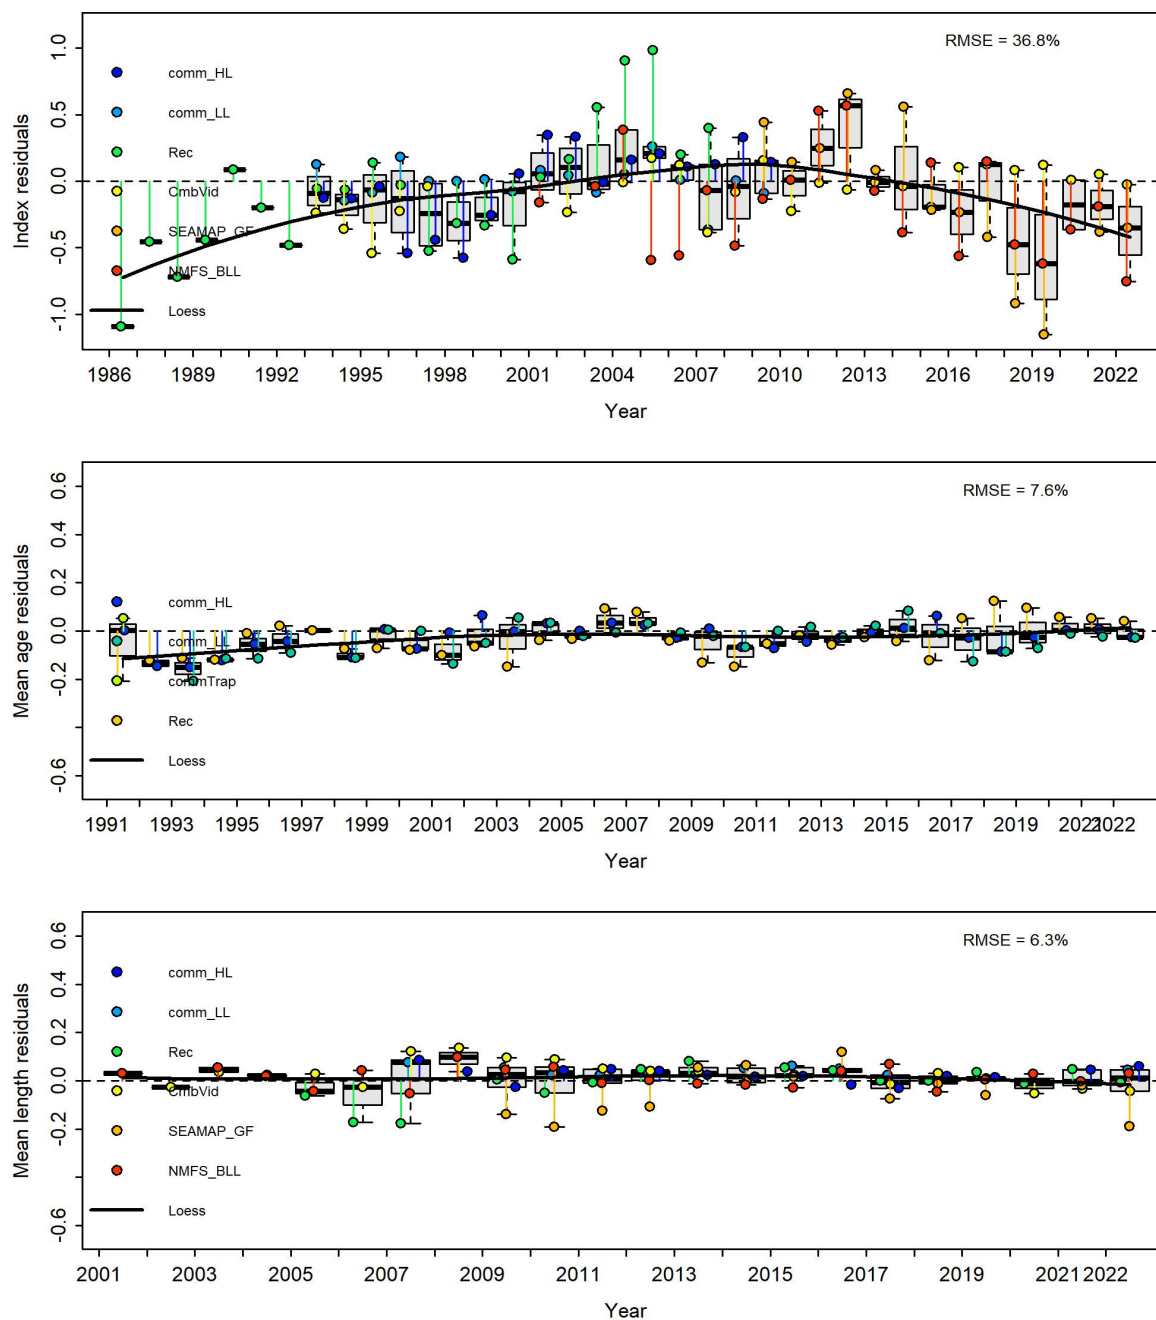 RMSE = 36.8%
Index residuals
1.0
0.5
0.0
-0.5
-1.0
comm_HL
comm_LL
Rec
CmbVid
SEAMAP_GF
NMFS_BLL
Loess
1986 1989 1992 1995 1998 2001 2004 2007 2010 2013 2016 2019 2022
Year
RMSE = 7.6%
Mean age residuals
0.6
0.4
0.2
0.0
-0.2
-0.6
comm_HL
comm_LL
commTrap
Rec
Loess
1991 1993 1995 1997 1999 2001 2003 2005 2007 2009 2011 2013 2015 2017 2019 2021 2022
Year
RMSE = 6.3%
Mean length residuals
0.6
0.4
0.2
0.0
-0.2
-0.6
comm_HL
comm_LL
Rec
CmbVid
SEAMAP_GF
NMFS_BLL
Loess
2001 2003 2005 2007 2009 2011 2013 2015 2017 2019 2021 2022
Year